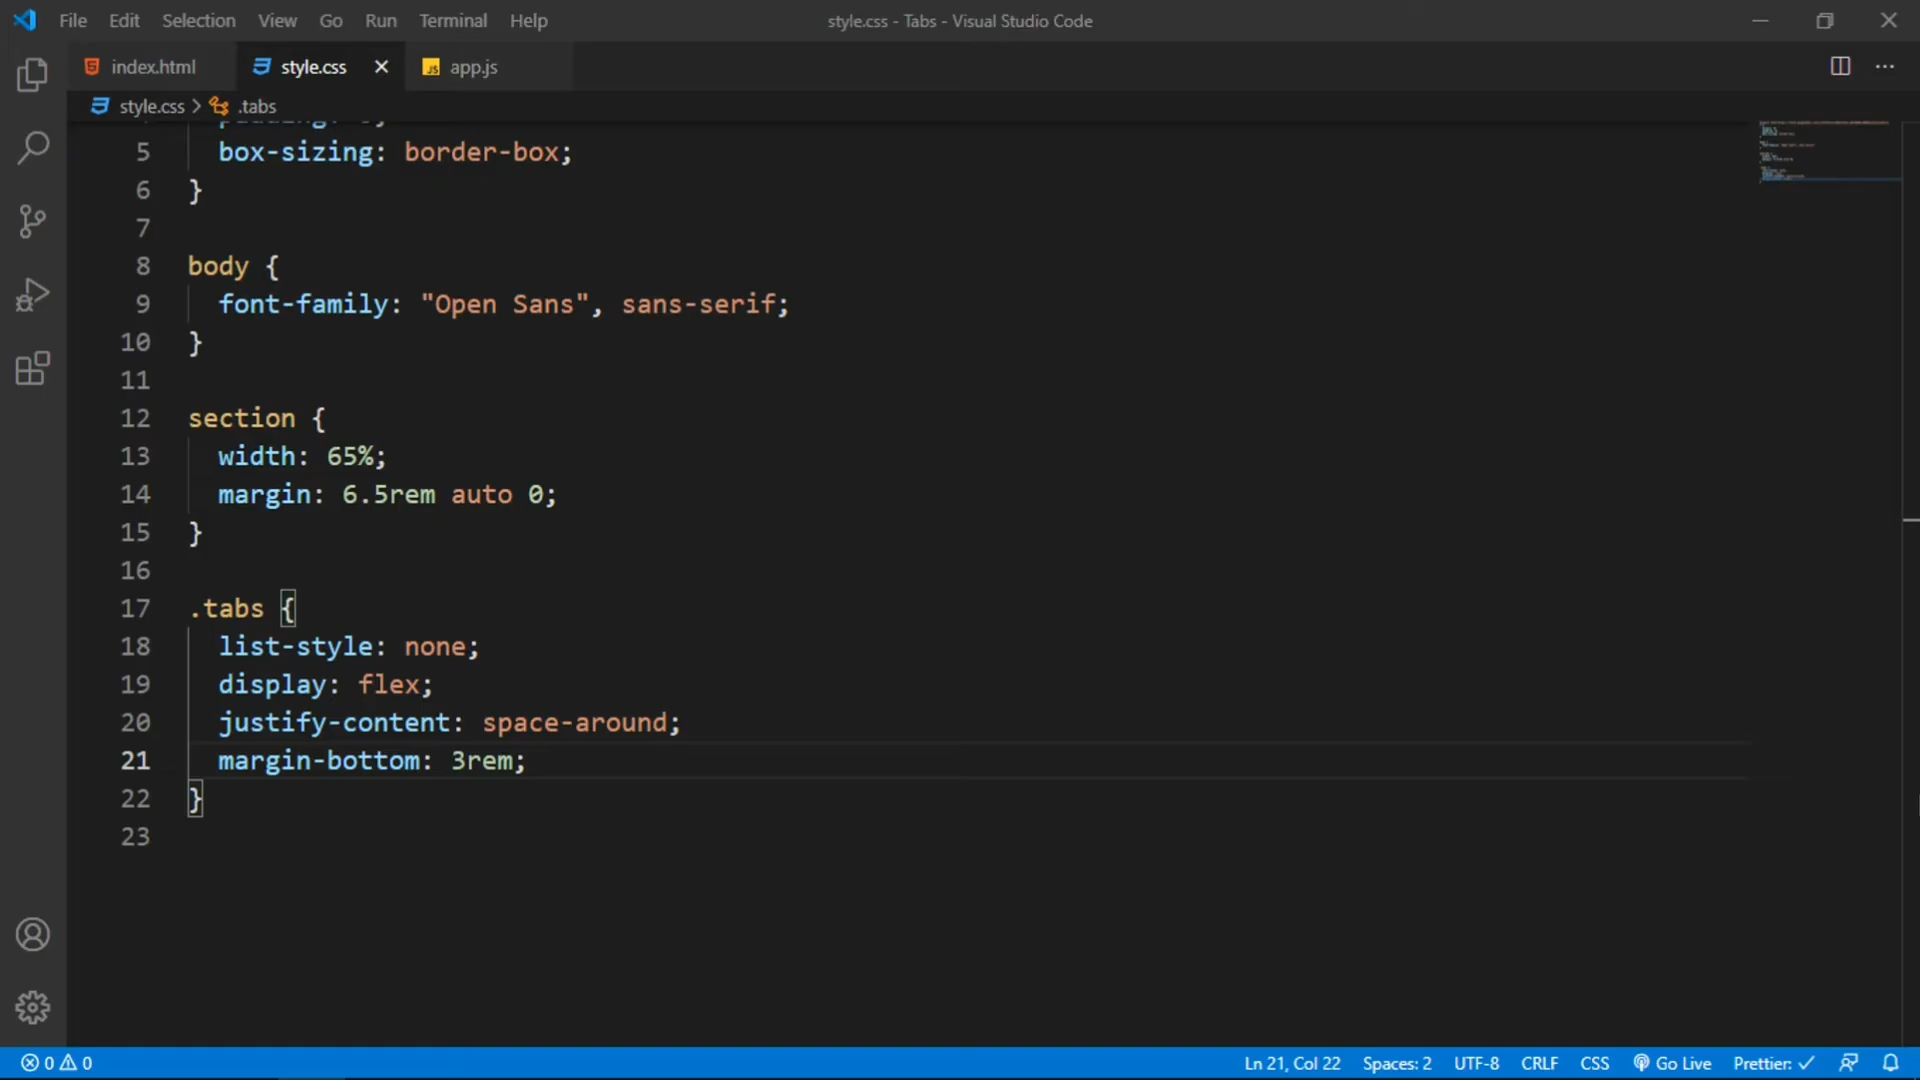 File Edit Selection View Go Run Terminal Help style.css - Tabs - Visual Studio Code
index.html style.css app.js
style.css > .tabs
5 box-sizing: border-box;
6 }
7
8 body {
9 font-family: "Open Sans", sans-serif;
10 }
11
12 section {
13 width: 65%;
14 margin: 6.5rem auto 0;
15 }
16
17 .tabs {
18 list-style: none;
19 display: flex;
20 justify-content: space-around;
21 margin-bottom: 3rem;
22 }
23
0 0 Ln 21, Col 22 Spaces: 2 UTF-8 CRLF CSS Go Live Prettier: ✓